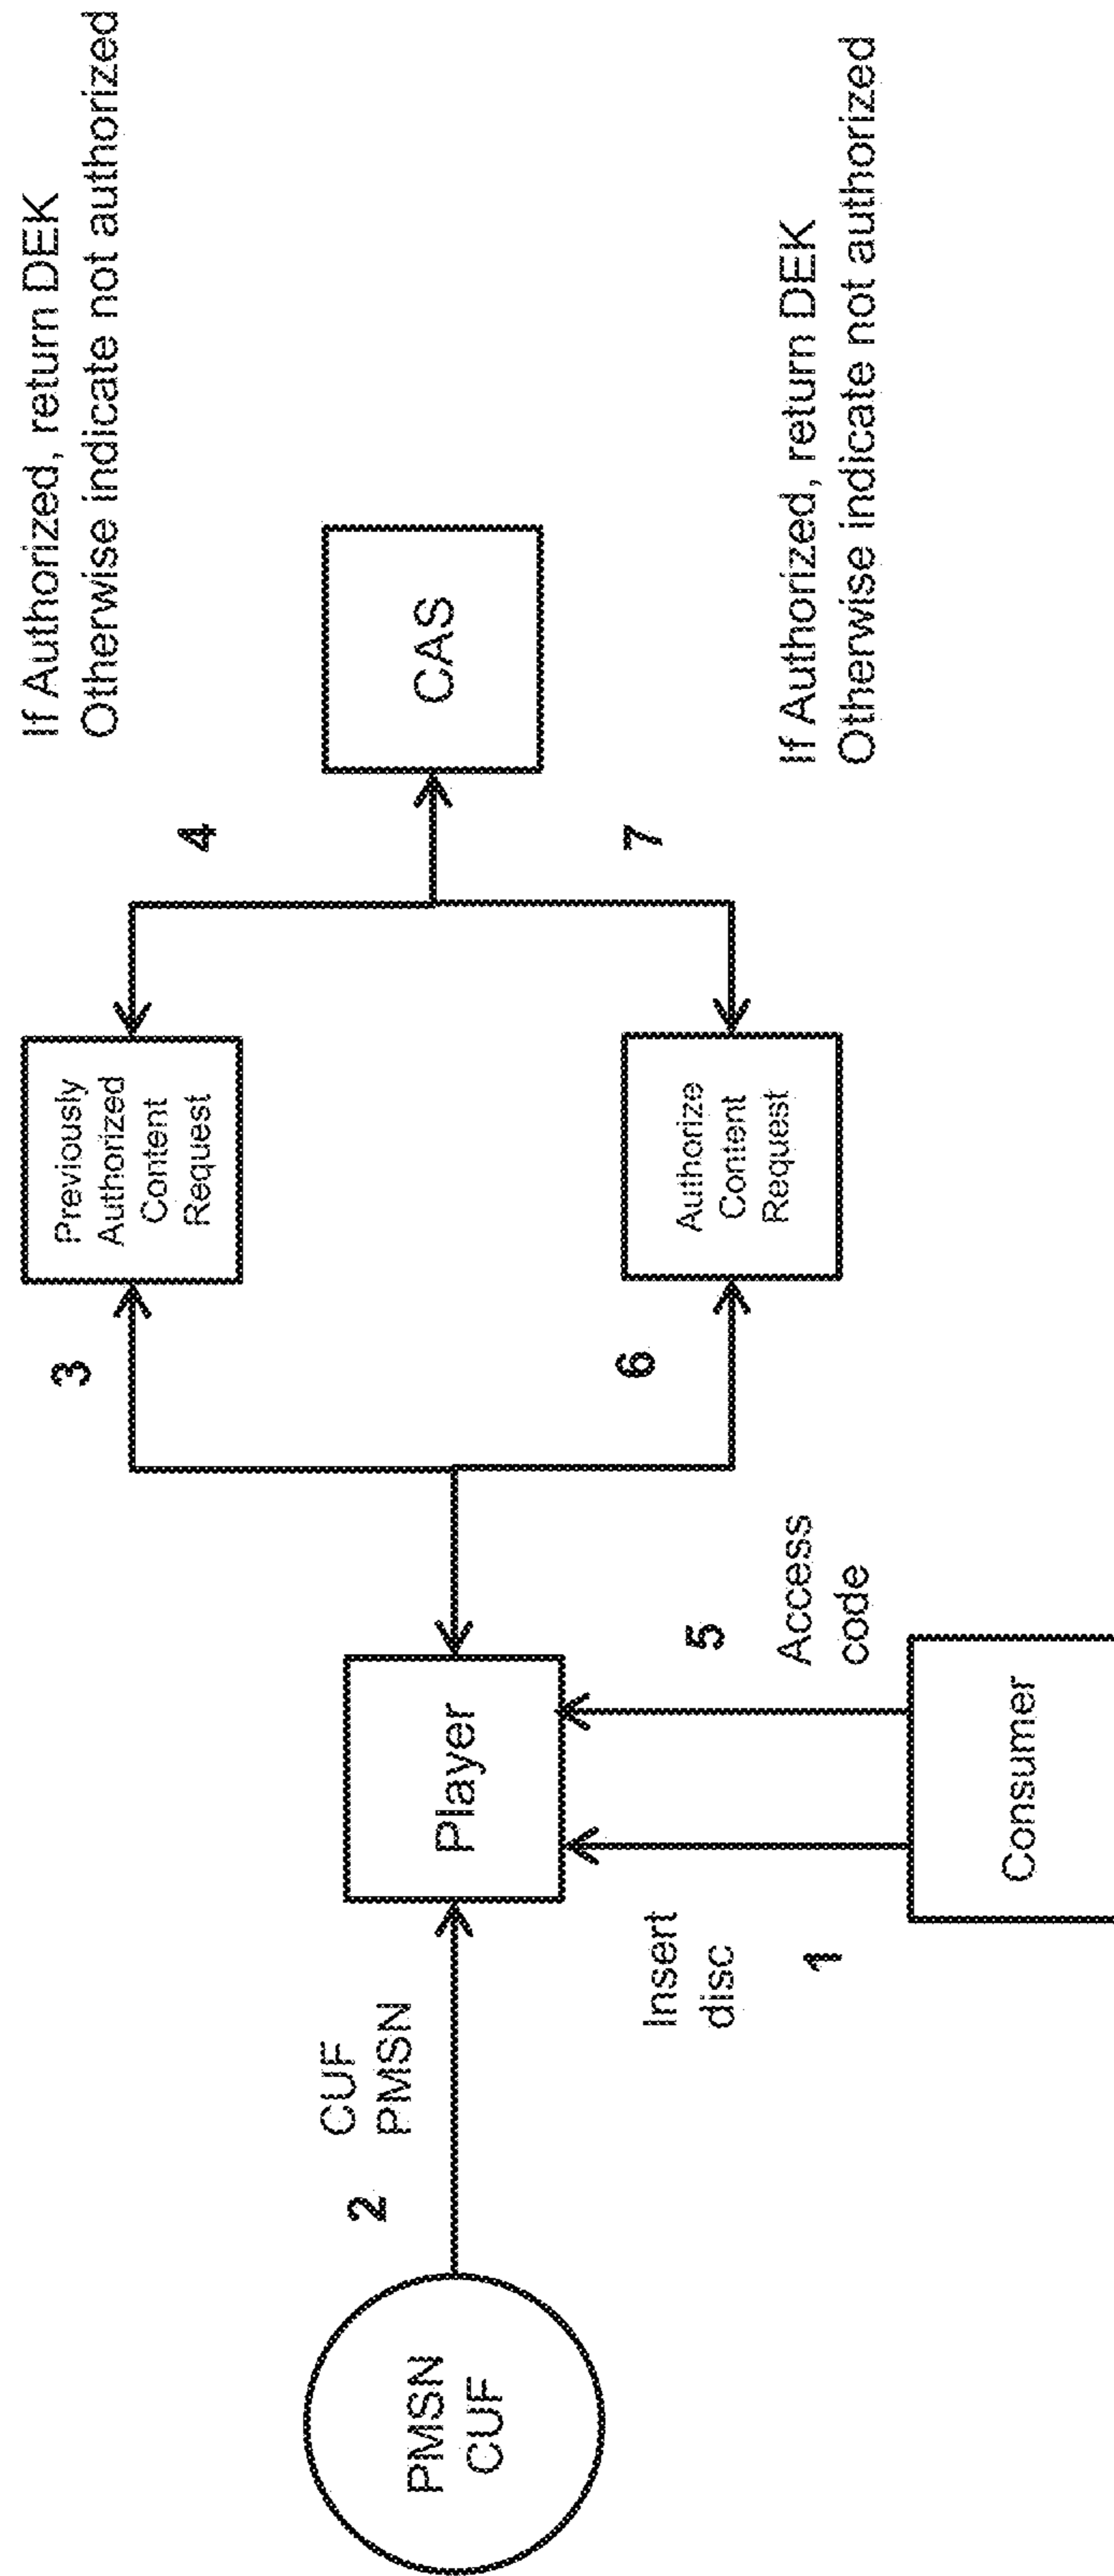 If Authorized, return DEK
Otherwise indicate not authorized
4
CAS
7
If Authorized, return DEK
Otherwise indicate not authorized
3
Previously
Authorized
Content
Request
6
Authorize
Content
Request
2
CUF
PMSN
Player
PMSN
CUF
Insert
disc
1
5
Access
code
Consumer